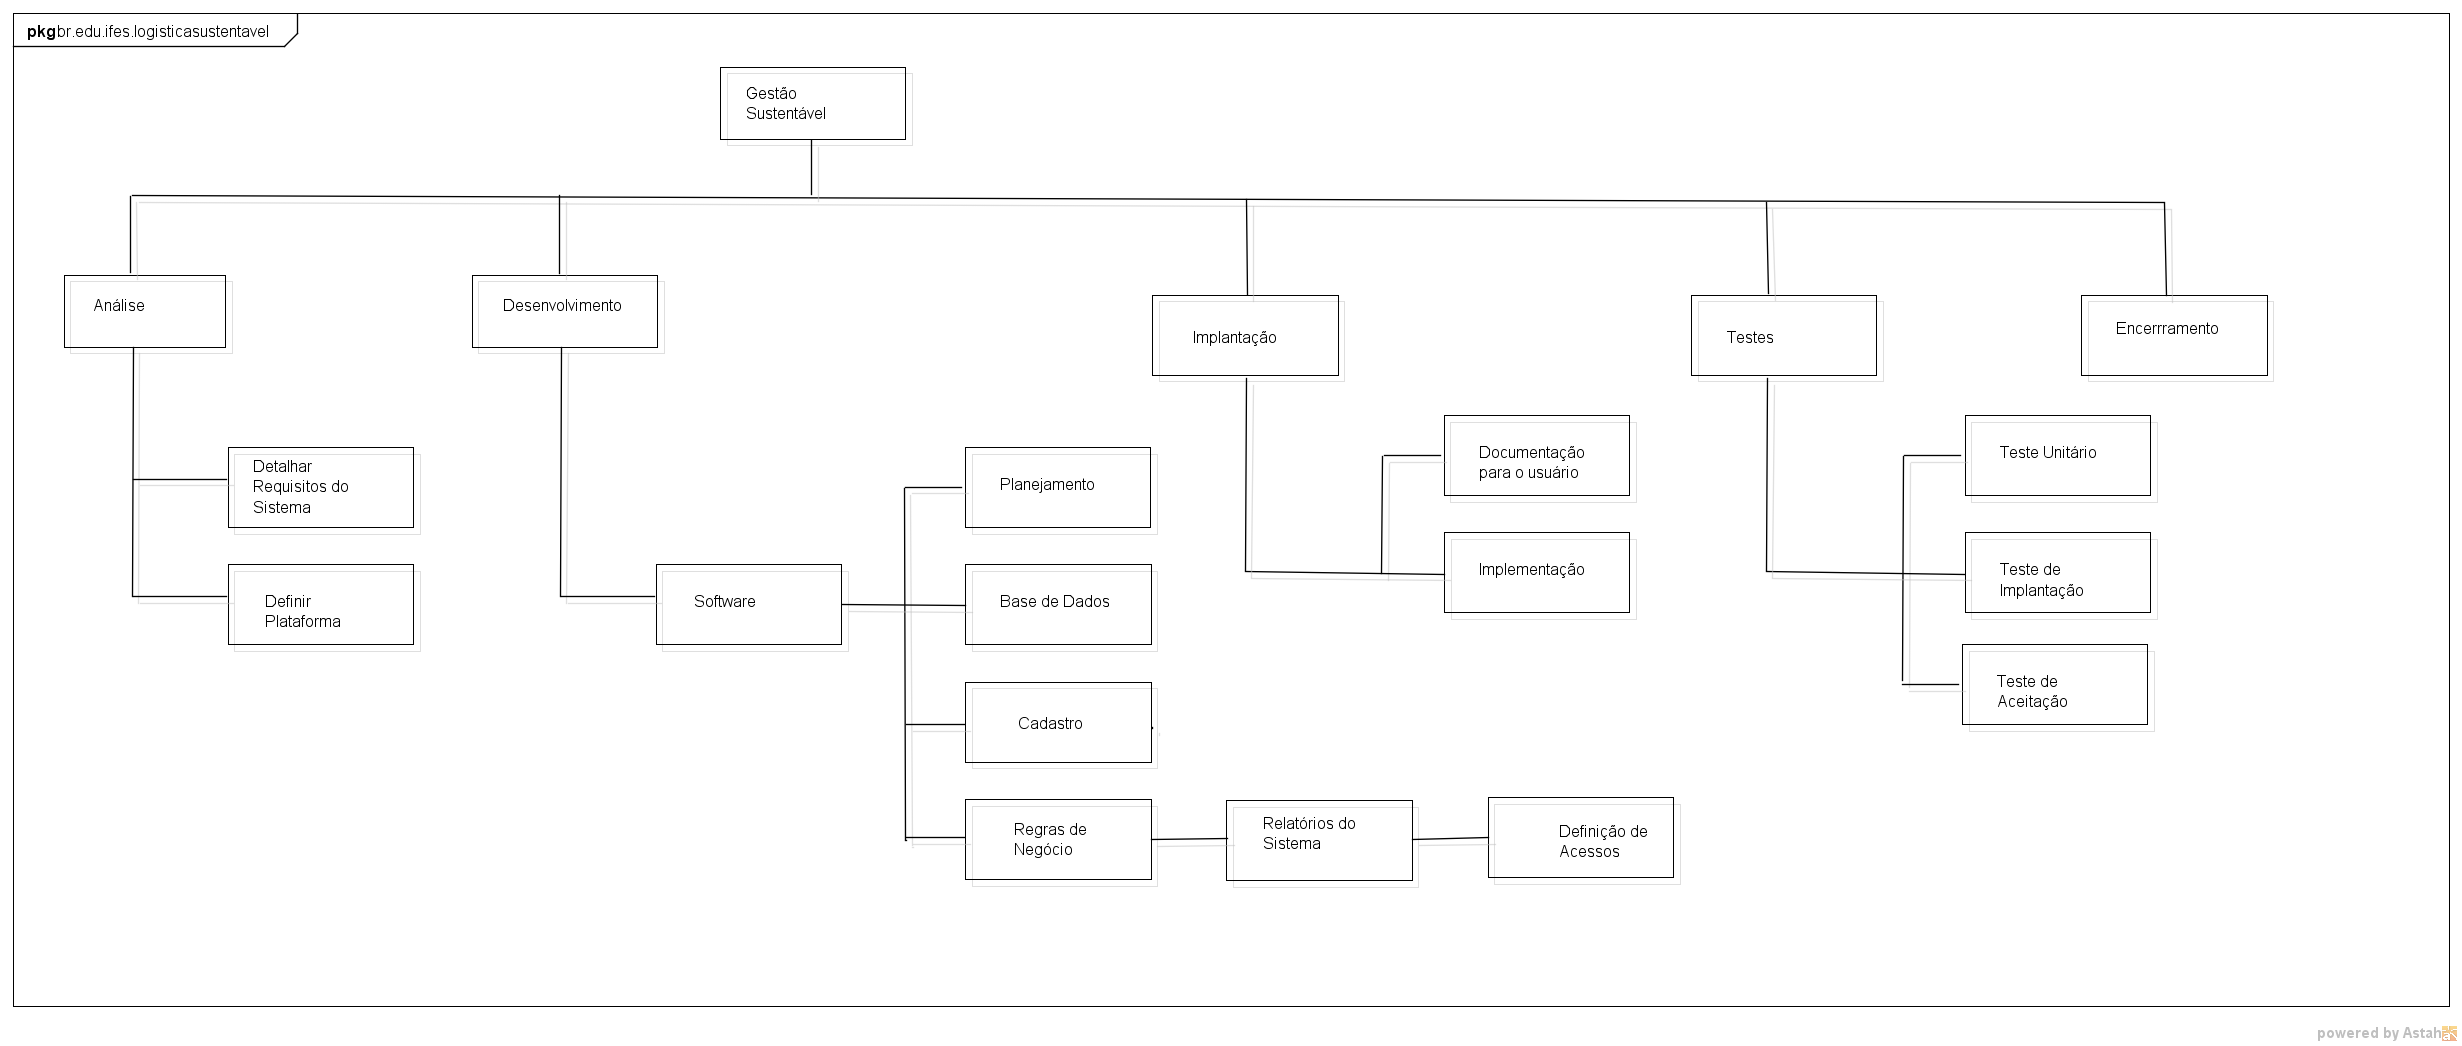 pkg br.edu.ifes.logisticasustentavel
Gestão
Sustentável
Análise
Desenvolvimento
Implantação
Testes
Encerrramento
Detalhar
Requisitos do
Sistema
Definir
Plataforma
Software
Planejamento
Base de Dados
Cadastro
Regras de
Negócio
Relatórios do
Sistema
Definição de
Acessos
Documentação
para o usuário
Implementação
Teste Unitário
Teste de
Implantação
Teste de
Aceitação
powered by Astah